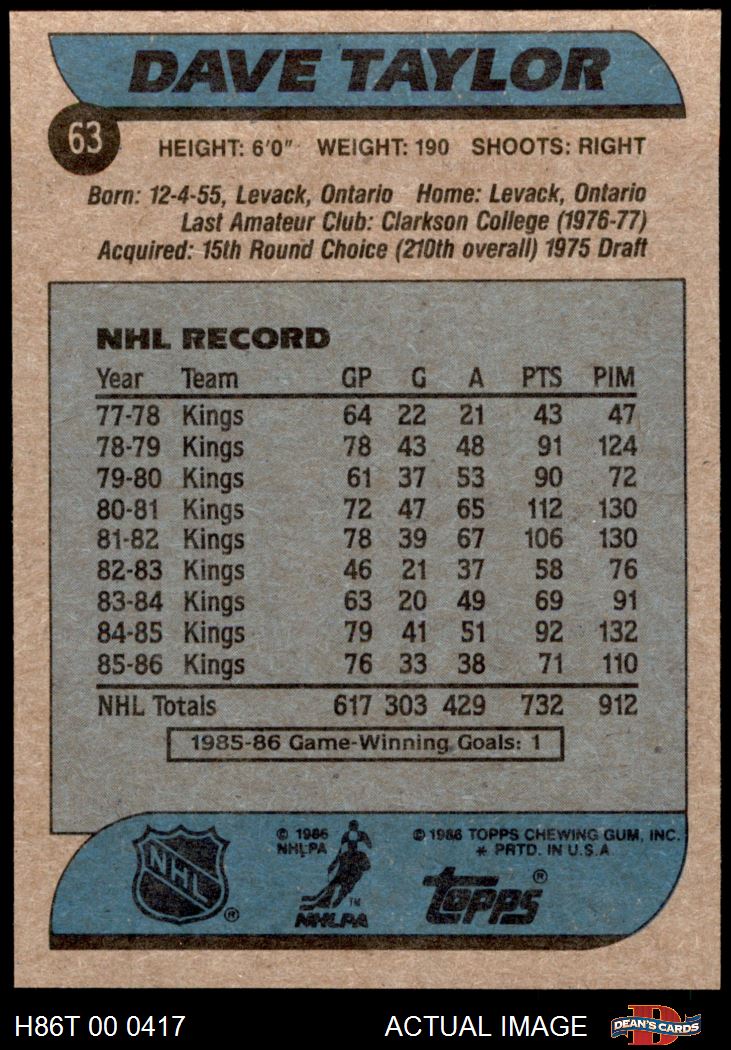 DAVE TAYLOR
63
HEIGHT: 6'0" WEIGHT: 190 SHOOTS: RIGHT
Born: 12-4-55, Levack, Ontario Home: Levack, Ontario
Last Amateur Club: Clarkson College (1976-77)
Acquired: 15th Round Choice (210th overall) 1975 Draft
NHL RECORD
Year Team GP G A PTS PIM
77-78 Kings 64 22 21 43 47
78-79 Kings 78 43 48 91 124
79-80 Kings 61 37 53 90 72
80-81 Kings 72 47 65 112 130
81-82 Kings 78 39 67 106 130
82-83 Kings 46 21 37 58 76
83-84 Kings 63 20 49 69 91
84-85 Kings 79 41 51 92 132
85-86 Kings 76 33 38 71 110
NHL Totals 617 303 429 732 912
1985-86 Game-Winning Goals: 1
NHL ®
© 1986
NHLPA
TM
NHLPA
© 1986 TOPPS CHEWING GUM, INC.
* PRTD. IN U.S.A
topps ®
H86T 00 0417 ACTUAL IMAGE
D
DEAN'S CARDS